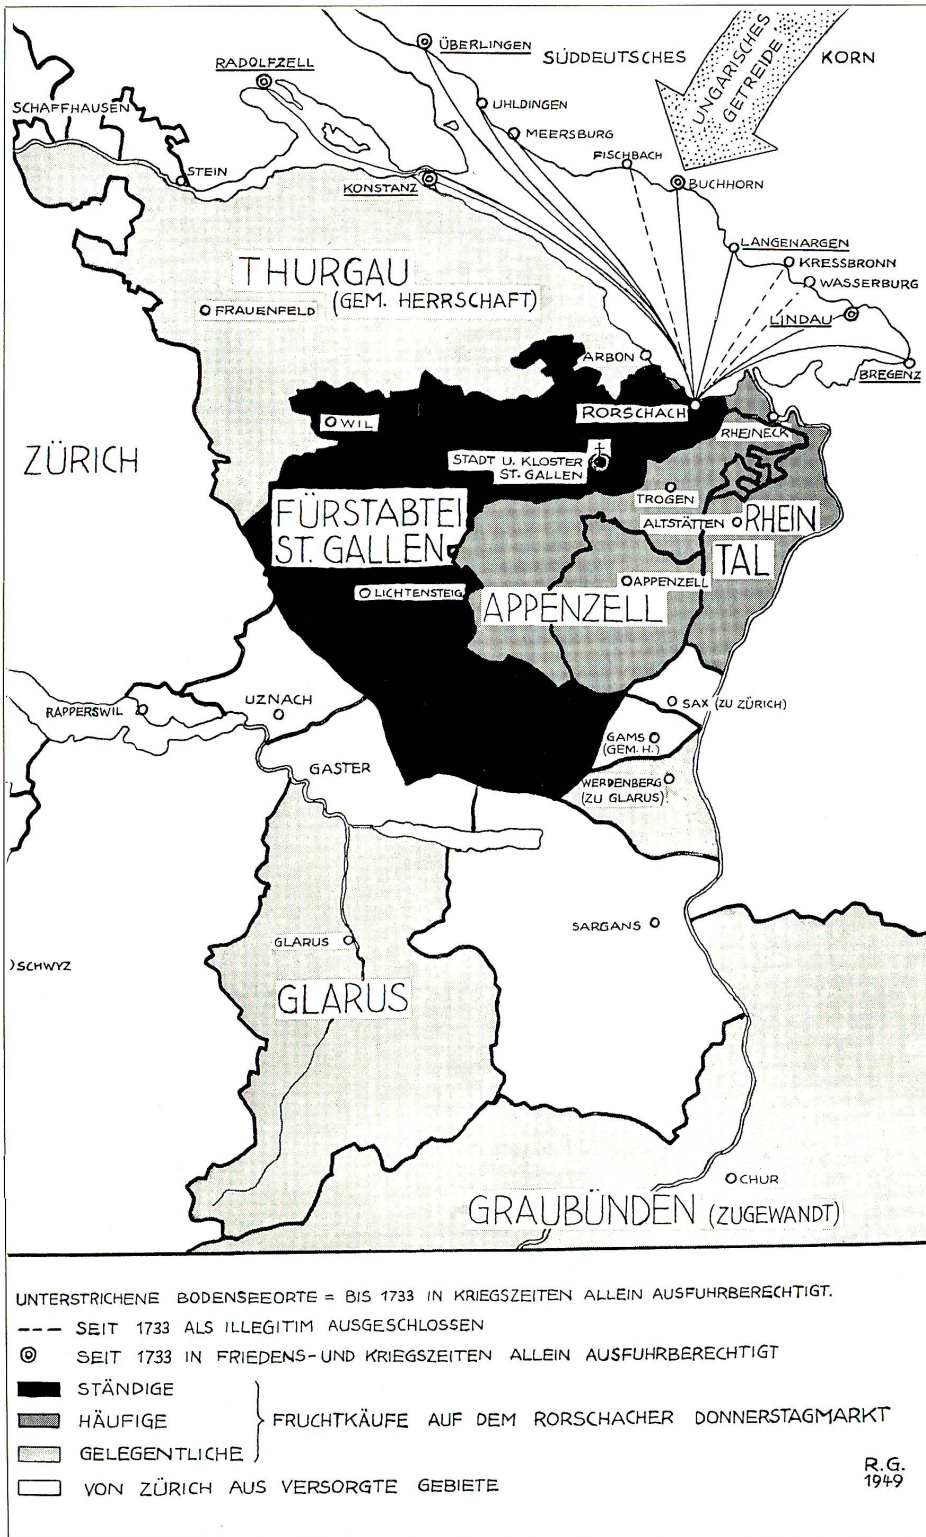 ÜBERLINGEN
SÜDDEUTSCHES
UNGARISCHES
GETREIDE
KORN
RADOLFZELL
SCHAFFHAUSEN
UHLDINGEN
MEERSBURG
FISCHBACH
STEIN
KONSTANZ
BUCHHORN
LANGENARGEN
KRESSBRONN
WASSERBURG
THURGAU
(GEM. HERRSCHAFT)
FRAUENFELD
LINDAU
ARBON
BREGENZ
RORSCHACH
WIL
RHEINECK
ZÜRICH
STADT U. KLOSTER
ST. GALLEN
TROGEN
FÜRSTABTEI
ST. GALLEN
ALTSTÄTTEN
RHEIN
TAL
APPENZELL
LICHTENSTEIG
APPENZELL
UZNACH
RAPPERSWIL
SAX (ZU ZÜRICH)
GAMS
(GEM. H.)
GASTER
WERDENBERG
(ZU GLARUS)
SARGANS
GLARUS
SCHWYZ
GLARUS
CHUR
GRAUBÜNDEN (ZUGEWANDT)
UNTERSTRICHENE BODENSEEORTE = BIS 1733 IN KRIEGSZEITEN ALLEIN AUSFUHRBERECHTIGT.
--- SEIT 1733 ALS ILLEGITIM AUSGESCHLOSSEN
SEIT 1733 IN FRIEDENS- UND KRIEGSZEITEN ALLEIN AUSFUHRBERECHTIGT
STÄNDIGE
HÄUFIGE
FRUCHTKÄUFE AUF DEM RORSCHACHER DONNERSTAGMARKT
GELEGENTLICHE
VON ZÜRICH AUS VERSORGTE GEBIETE
R.G.
1949